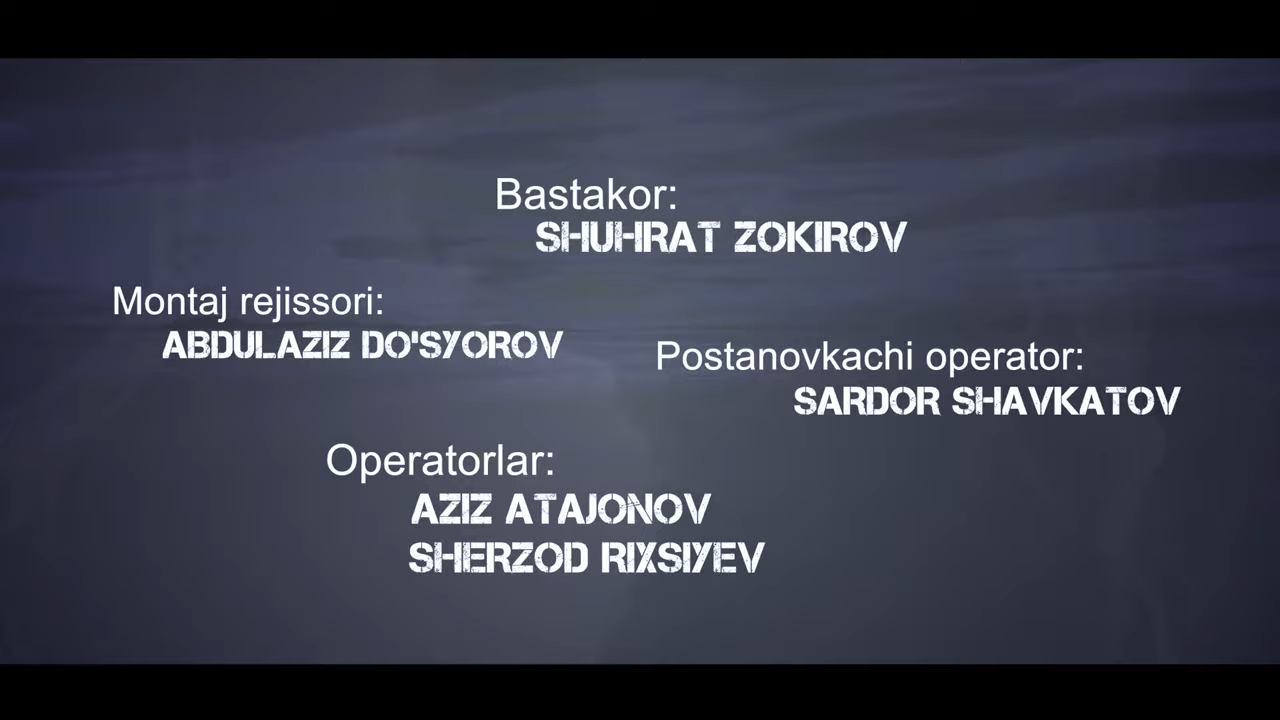 Bastakor:
SHUHRAT ZOKIROV
Montaj rejissori:
ABDULAZIZ DO'SYOROV
Postanovkachi operator:
SARDOR SHAVKATOV
Operatorlar:
AZIZ ATAJONOV
SHERZOD RIXSIYEV